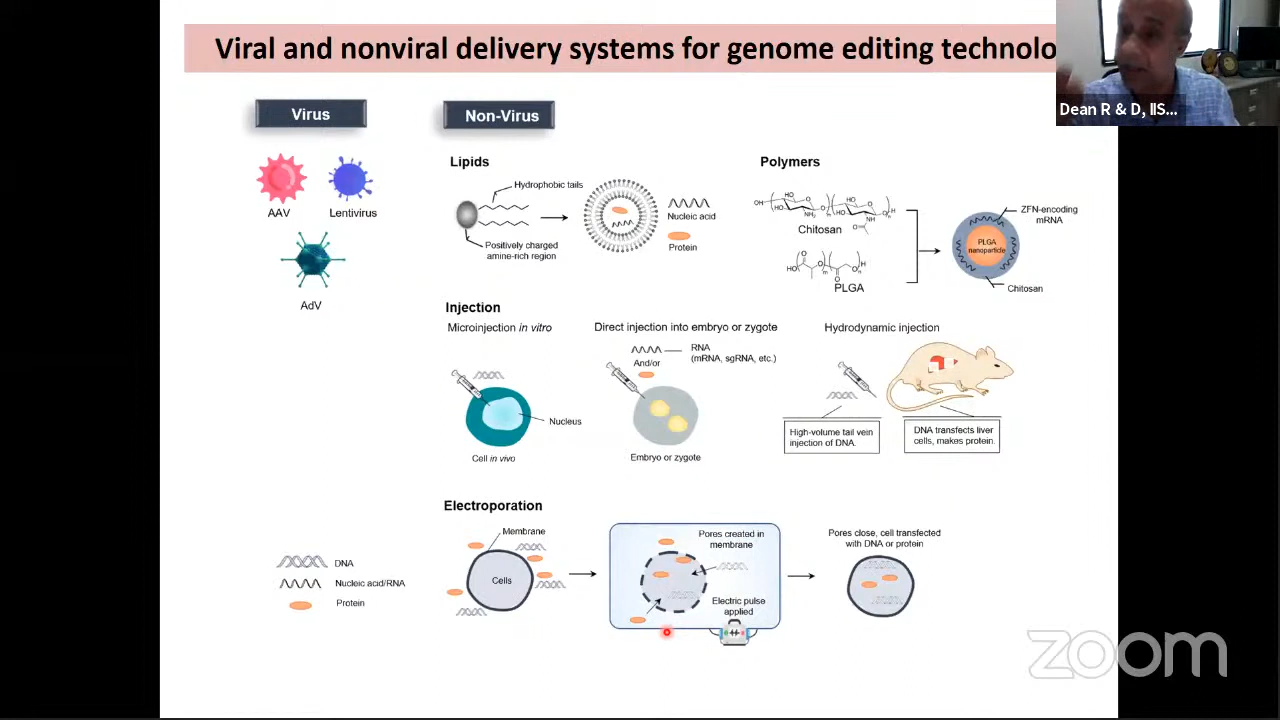 Viral and nonviral delivery systems for genome editing technolo
Dean R & D, IIS...
Virus
Non-Virus
AAV
Lentivirus
AdV
Lipids
Hydrophobic tails
Positively charged
amine-rich region
Nucleic acid
Protein
Polymers
Chitosan
PLGA
ZFN-encoding
mRNA
PLGA
nanoparticle
Chitosan
Injection
Microinjection in vitro
Nucleus
Cell in vivo
Direct injection into embryo or zygote
RNA
(mRNA, sgRNA, etc.)
And/or
Embryo or zygote
Hydrodynamic injection
High-volume tail vein
injection of DNA.
DNA transfects liver
cells, makes protein.
Electroporation
Membrane
Cells
Pores created in
membrane
Electric pulse
applied
Pores close, cell transfected
with DNA or protein
DNA
Nucleic acid/RNA
Protein
zoom